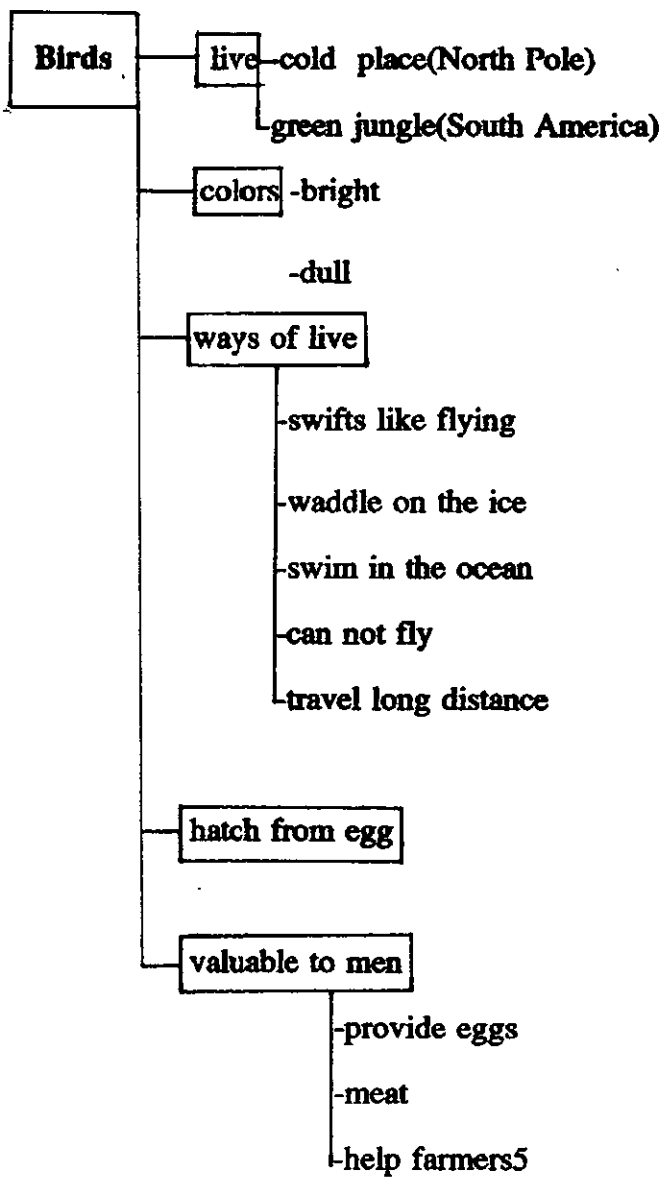 Birds live -cold place(North Pole)
-green jungle(South America)
colors -bright
-dull
ways of live
-swifts like flying
-waddle on the ice
-swim in the ocean
-can not fly
-travel long distance
hatch from egg
valuable to men
-provide eggs
-meat
-help farmers5